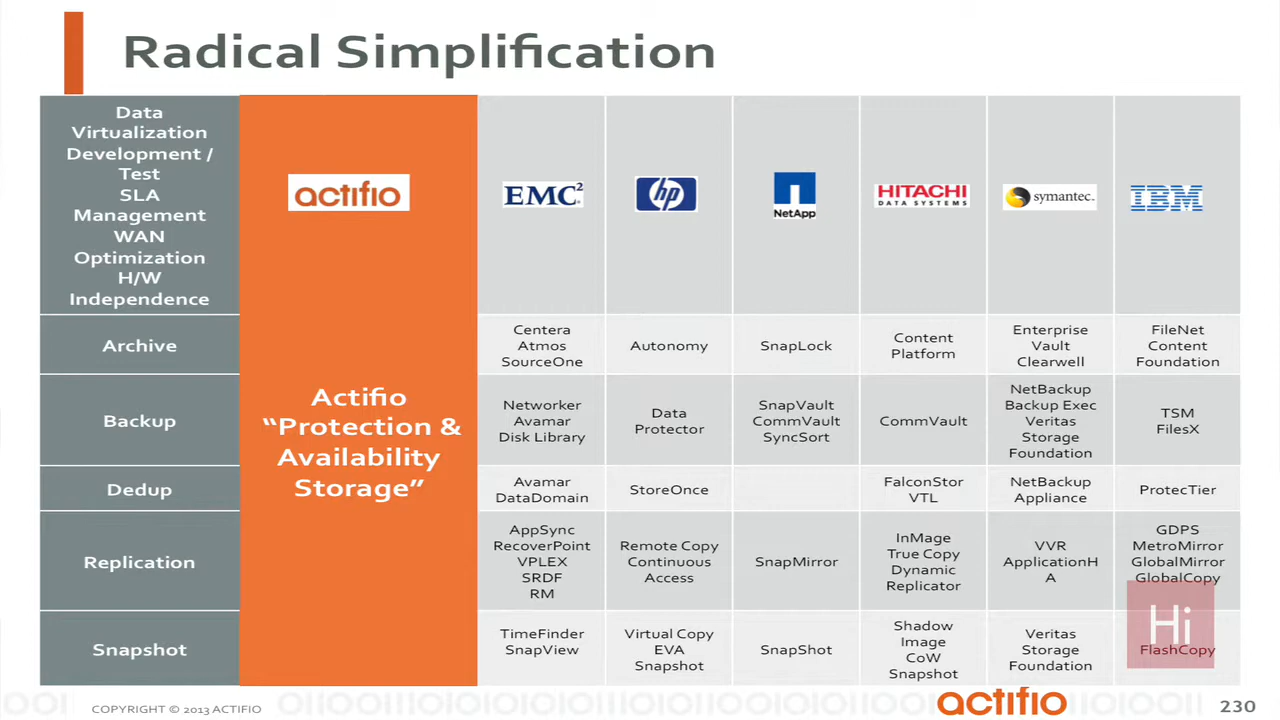 Radical Simplification
Data
Virtualization
Development /
Test
SLA
Management
WAN
Optimization
H/W
Independence
actifio
EMC²
hp
NetApp
HITACHI
DATA SYSTEMS
symantec.
IBM
Archive
Centera
Atmos
SourceOne
Autonomy
SnapLock
Content
Platform
Enterprise
Vault
Clearwell
FileNet
Content
Foundation
Actifio
“Protection &
Availability
Storage”
Backup
Networker
Avamar
Disk Library
Data
Protector
SnapVault
CommVault
SyncSort
CommVault
NetBackup
Backup Exec
Veritas
Storage
Foundation
TSM
FilesX
Dedup
Avamar
DataDomain
StoreOnce
FalconStor
VTL
NetBackup
Appliance
ProtecTier
Replication
AppSync
RecoverPoint
VPLEX
SRDF
RM
Remote Copy
Continuous
Access
SnapMirror
InMage
True Copy
Dynamic
Replicator
VVR
ApplicationH
A
GDPS
MetroMirror
GlobalMirror
GlobalCopy
Snapshot
TimeFinder
SnapView
Virtual Copy
EVA
Snapshot
SnapShot
Shadow
Image
CoW
Snapshot
Veritas
Storage
Foundation
Hi
FlashCopy
COPYRIGHT © 2013 ACTIFIO
actifio
230